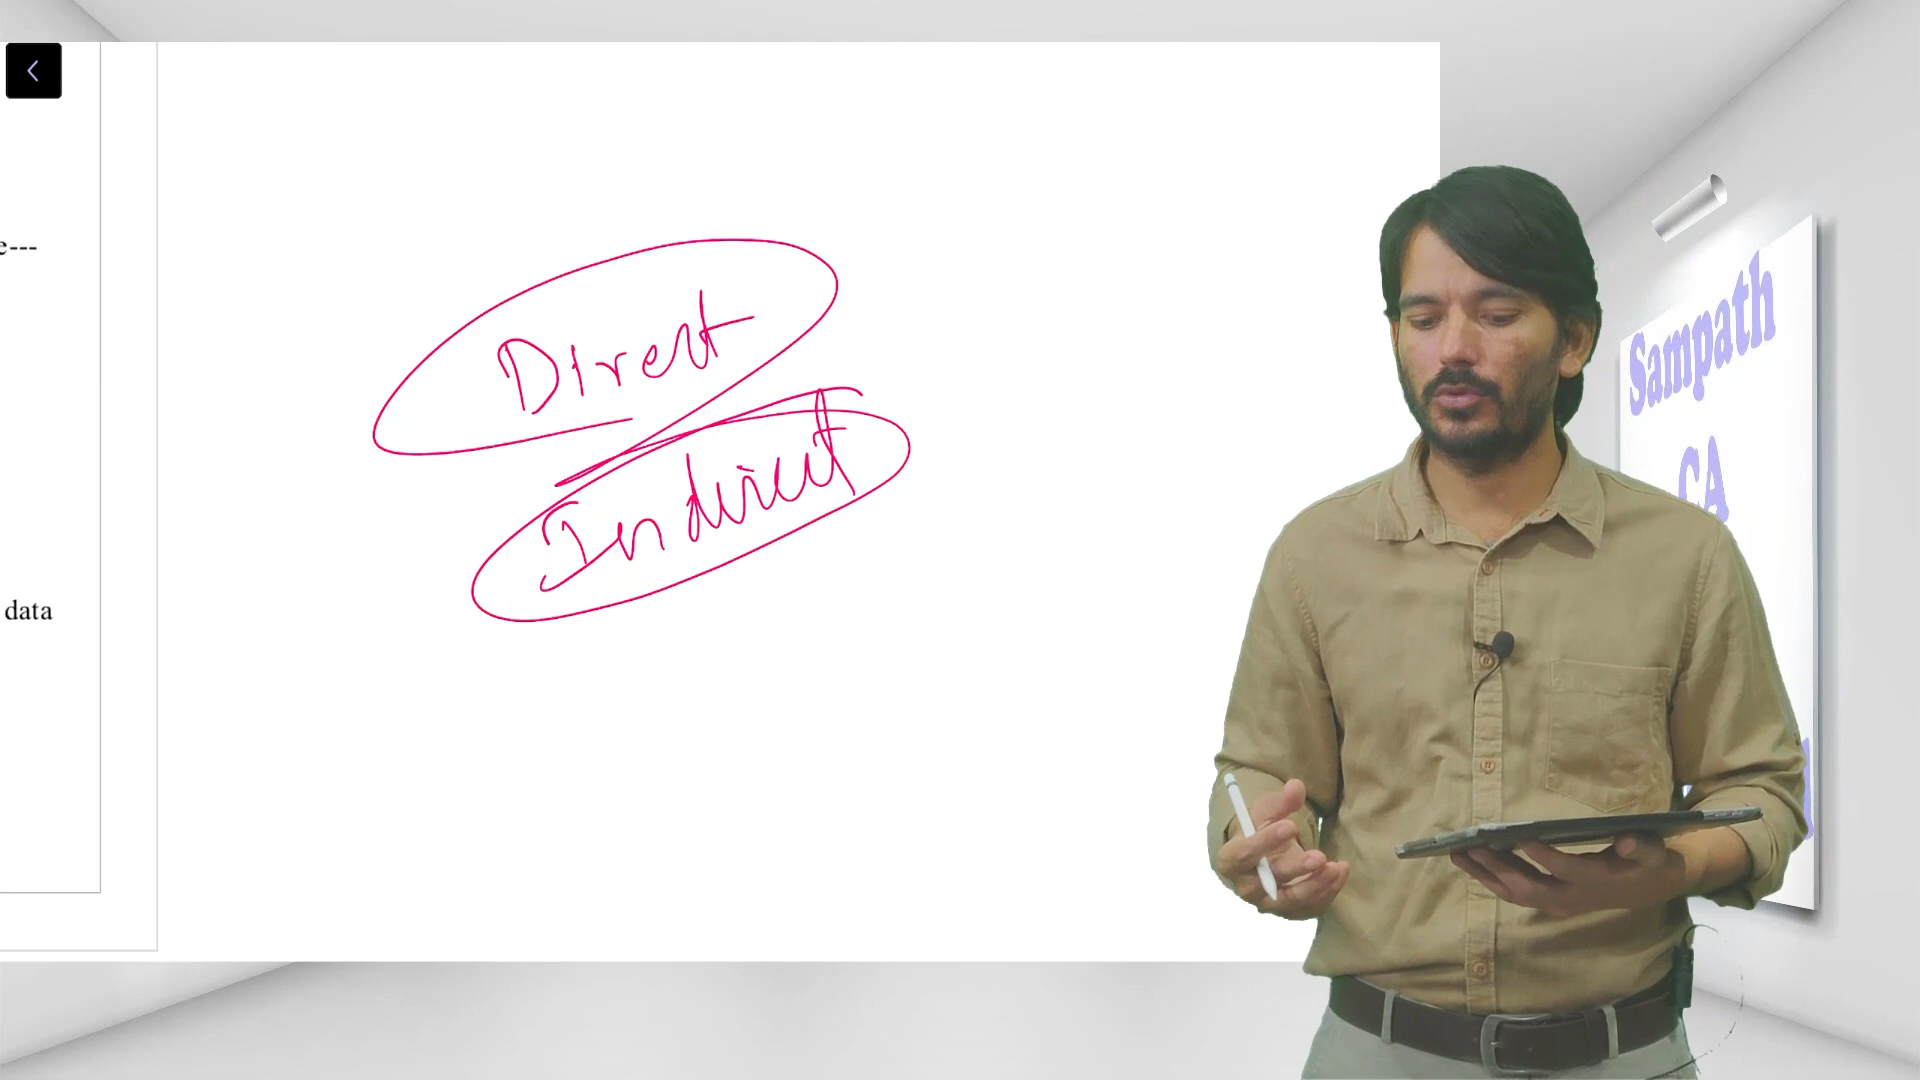 e---
Direct
Indirect
data
Sampath
CA